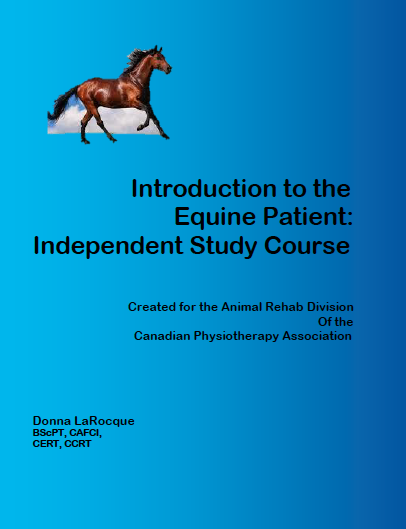 Introduction to the
Equine Patient:
Independent Study Course
Created for the Animal Rehab Division
Of the
Canadian Physiotherapy Association
Donna LaRocque
BScPT, CAFCI,
CERT, CCRT